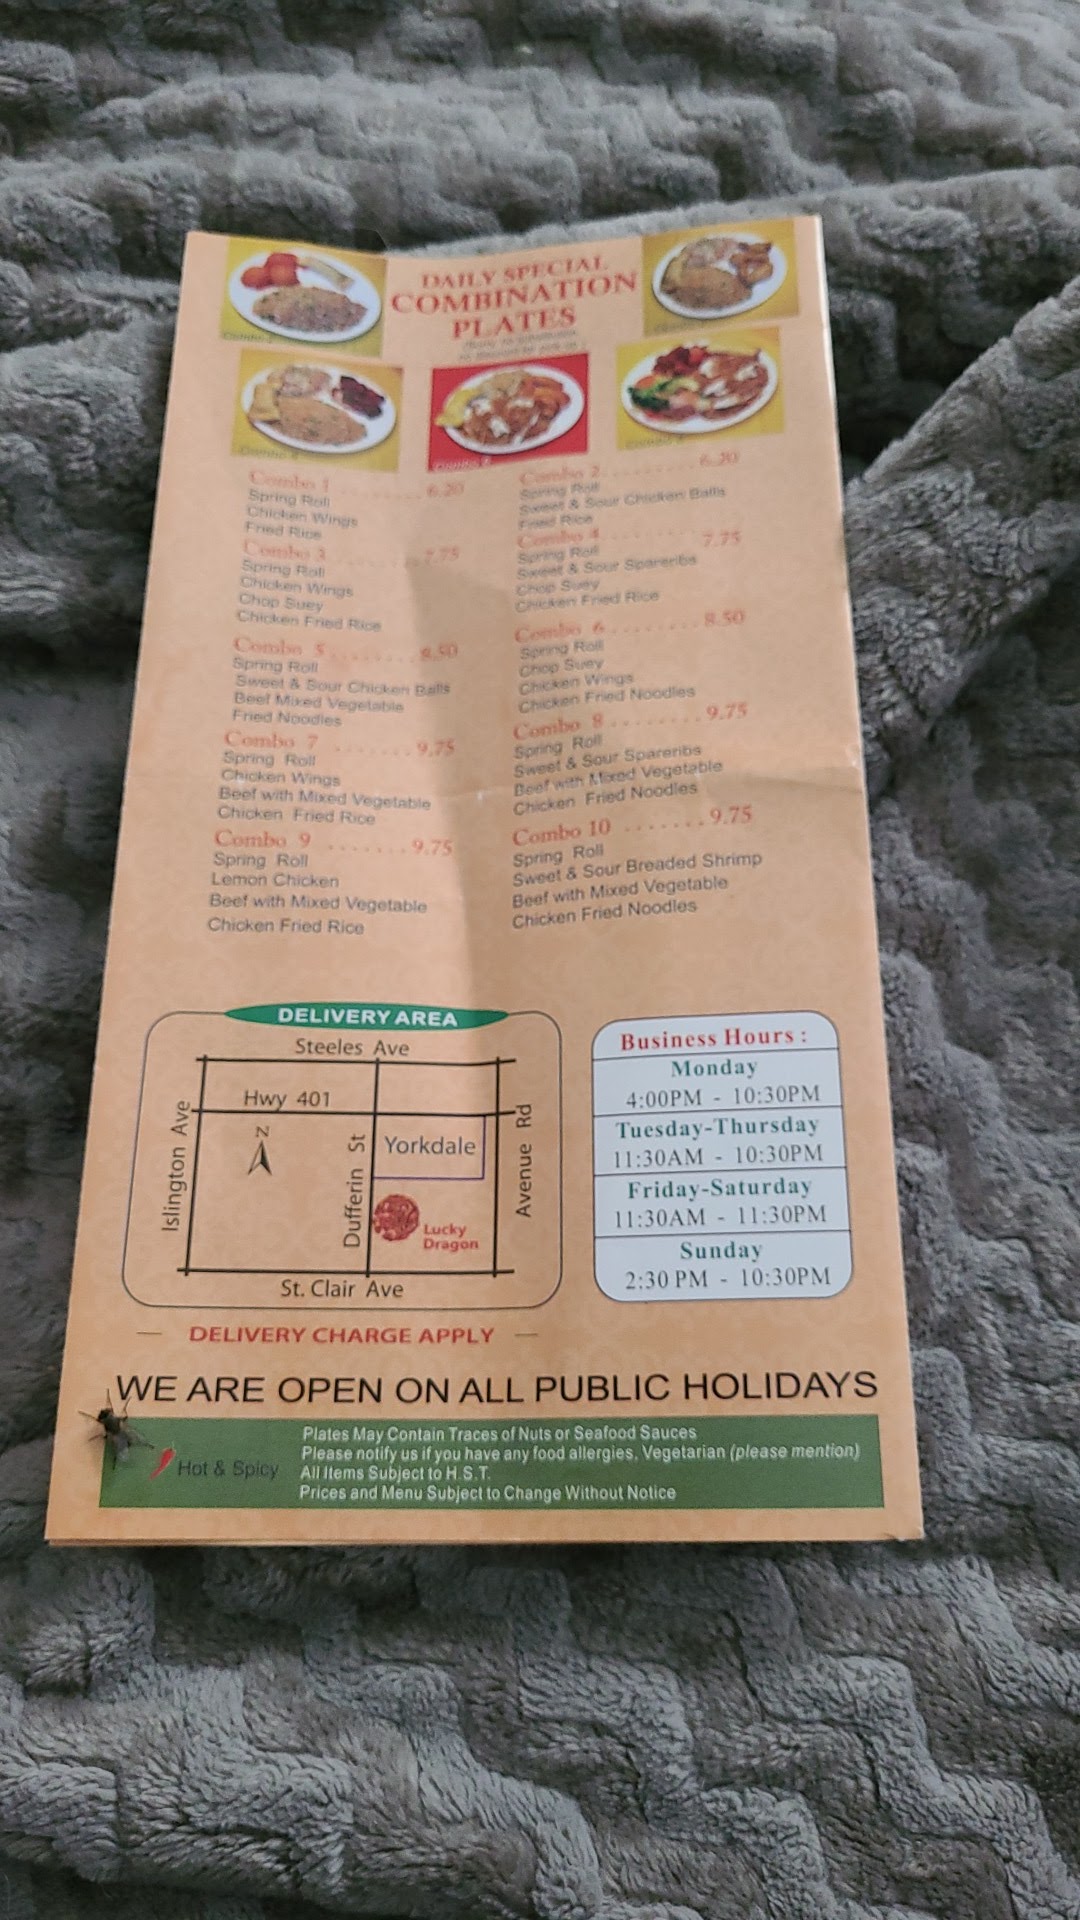 DAILY SPECIAL
COMBINATION
PLATES
Combo 1 ........ 6.20
Spring Roll
Chicken Wings
Fried Rice
Combo 2 ........ 6.20
Spring Roll
Sweet & Sour Chicken Balls
Fried Rice
Combo 3 ........ 7.75
Spring Roll
Chicken Wings
Chop Suey
Chicken Fried Rice
Combo 4 ........ 7.75
Spring Roll
Sweet & Sour Spareribs
Chop Suey
Chicken Fried Rice
Combo 5 ........ 8.50
Spring Roll
Sweet & Sour Chicken Balls
Beef Mixed Vegetable
Fried Noodles
Combo 6 ........ 8.50
Spring Roll
Chop Suey
Chicken Wings
Chicken Fried Noodles
Combo 7 ....... 9.75
Spring Roll
Chicken Wings
Beef with Mixed Vegetable
Chicken Fried Rice
Combo 8 ........ 9.75
Spring Roll
Sweet & Sour Spareribs
Beef with Mixed Vegetable
Chicken Fried Noodles
Combo 9 ....... 9.75
Spring Roll
Lemon Chicken
Beef with Mixed Vegetable
Chicken Fried Rice
Combo 10 ....... 9.75
Spring Roll
Sweet & Sour Breaded Shrimp
Beef with Mixed Vegetable
Chicken Fried Noodles
DELIVERY AREA
Steeles Ave
Hwy 401
N
Islington Ave
Dufferin St
Yorkdale
Avenue Rd
Lucky
Dragon
St. Clair Ave
DELIVERY CHARGE APPLY
Business Hours :
Monday
4:00PM - 10:30PM
Tuesday-Thursday
11:30AM - 10:30PM
Friday-Saturday
11:30AM - 11:30PM
Sunday
2:30 PM - 10:30PM
WE ARE OPEN ON ALL PUBLIC HOLIDAYS
Hot & Spicy
Plates May Contain Traces of Nuts or Seafood Sauces
Please notify us if you have any food allergies, Vegetarian (please mention)
All Items Subject to H.S.T.
Prices and Menu Subject to Change Without Notice